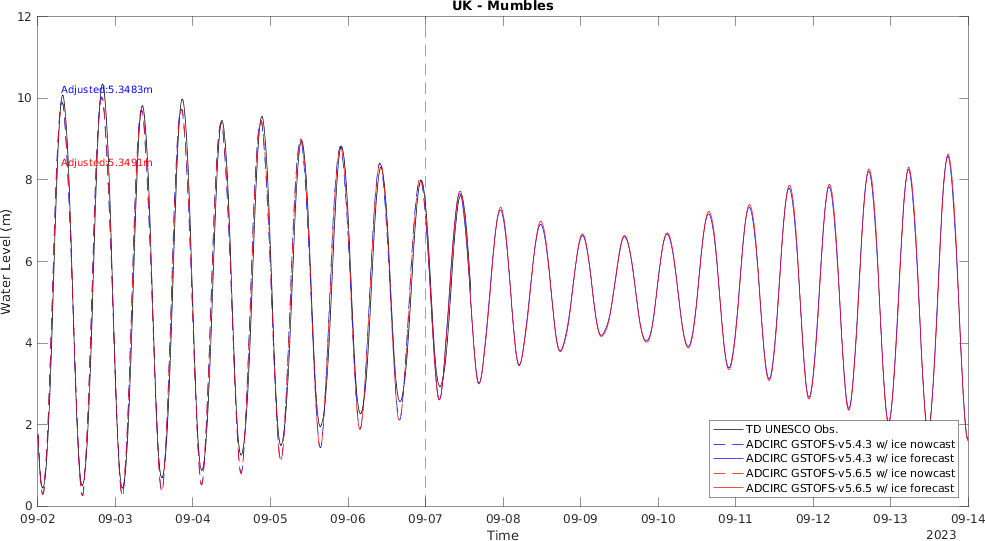 UK - Mumbles
12
10
8
6
4
2
0
Water Level (m)
Adjusted:5.3483m
Adjusted:5.3491m
TD UNESCO Obs.
ADCIRC GSTOFS-v5.4.3 w/ ice nowcast
ADCIRC GSTOFS-v5.4.3 w/ ice forecast
ADCIRC GSTOFS-v5.6.5 w/ ice nowcast
ADCIRC GSTOFS-v5.6.5 w/ ice forecast
09-02 09-03 09-04 09-05 09-06 09-07 09-08 09-09 09-10 09-11 09-12 09-13 09-14
Time
2023